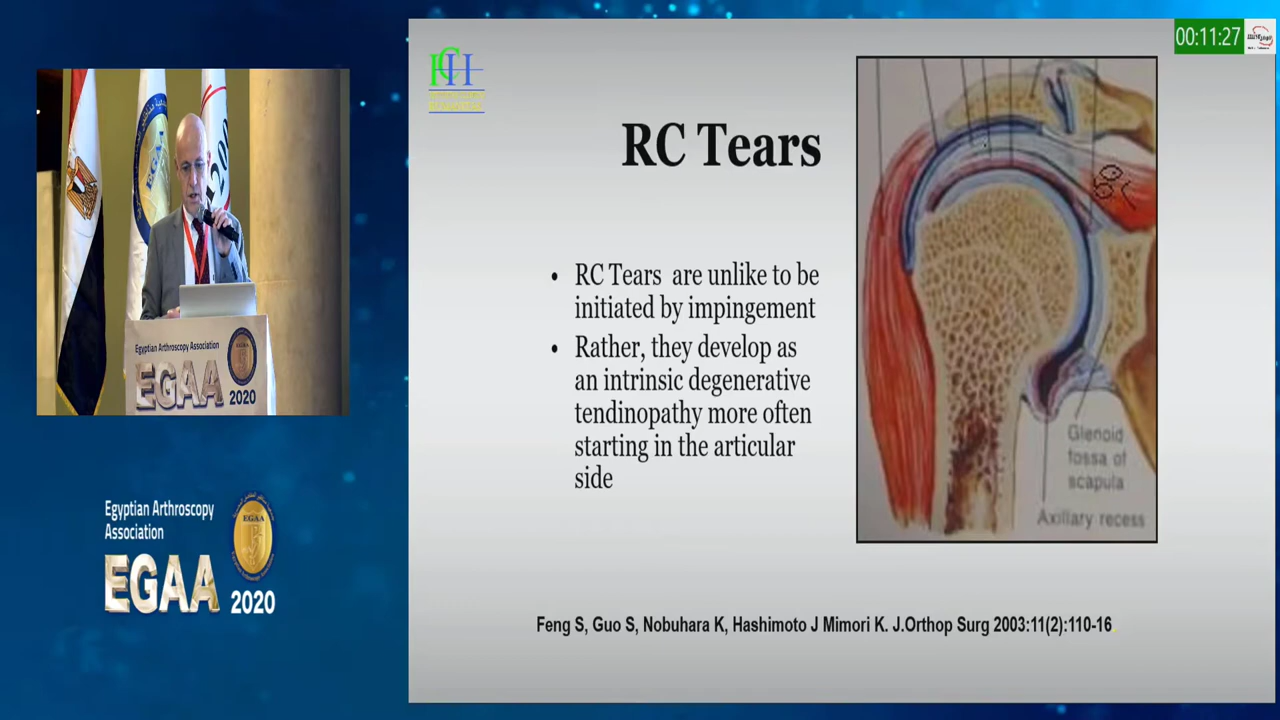 00:11:27
RC Tears
• RC Tears are unlike to be
initiated by impingement
• Rather, they develop as
an intrinsic degenerative
tendinopathy more often
starting in the articular
side
Glenoid
fossa of
scapula
Axillary recess
Feng S, Guo S, Nobuhara K, Hashimoto J Mimori K. J.Orthop Surg 2003:11(2):110-16
Egyptian Arthroscopy Association
EGAA
2020
Egyptian Arthroscopy
Association
EGAA
EGAA
2020